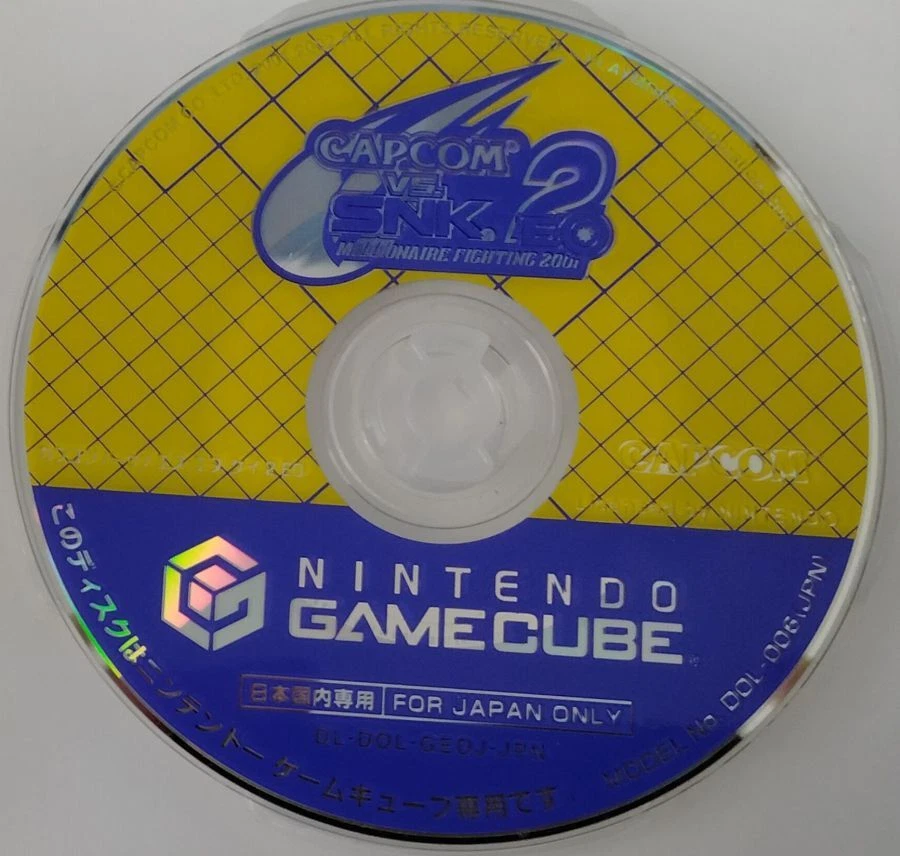 CAPCOM
VS.
SNK 2 EO
MILLIONAIRE FIGHTING 2001
CAPCOM
NINTENDO
GAMECUBE
日本国内専用 FOR JAPAN ONLY
DL-DOL-GEOJ-JPN
このディスクはニンテンドー ゲームキューブ専用です
MODEL No. DOL-006(JPN)